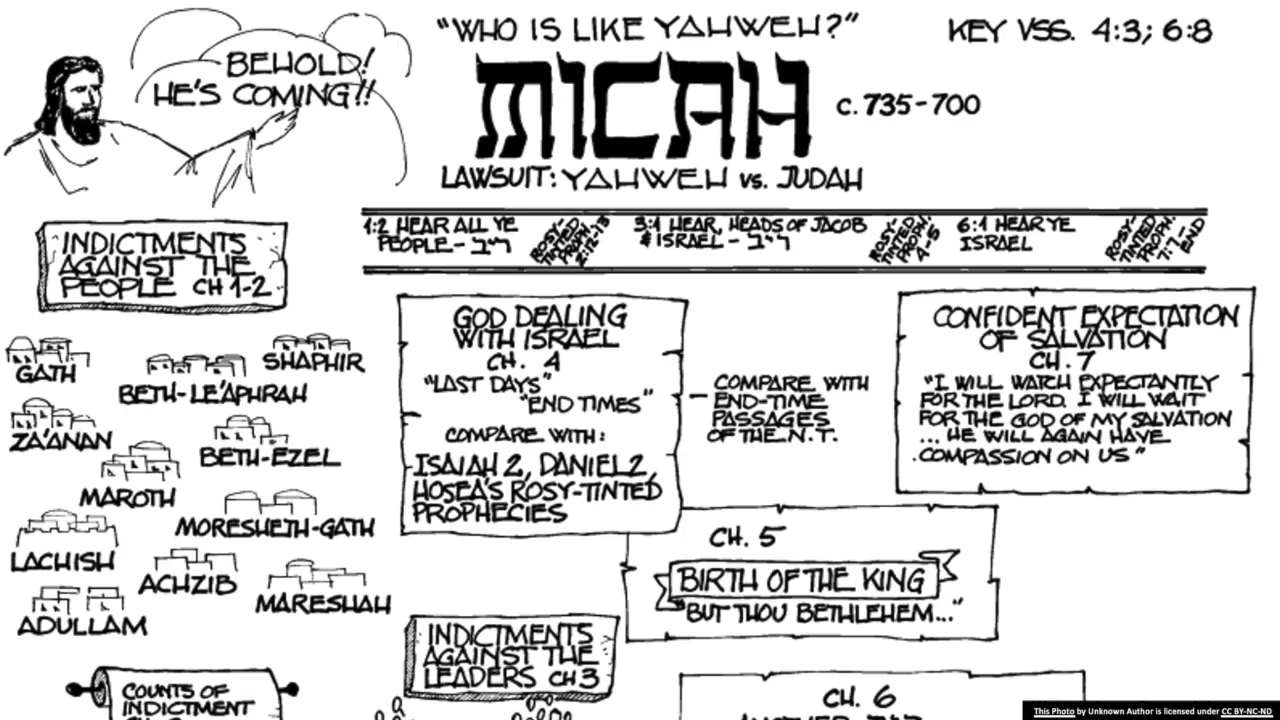 BEHOLD!
HE'S COMING!!
"WHO IS LIKE YAHWEH?"
MICAH
LAWSUIT: YAHWEH VS. JUDAH
KEY VSS. 4:3; 6:8
c. 735-700
1:2 HEAR ALL YE
PEOPLE - ריב
ROSY-
TINTED
PROPH.
2:12-13
3:1 HEAR, HEADS OF JACOB
& ISRAEL - ריב
ROSY-
TINTED
PROPH.
4-5
6:1 HEAR YE
ISRAEL
ROSY-
TINTED
PROPH.
7:7-
END
INDICTMENTS
AGAINST THE
PEOPLE CH 1-2
GATH
BETH-LE'APHRAH
SHAPHIR
ZA'ANAN
BETH-EZEL
MAROTH
MORESHETH-GATH
LACHISH
ACHZIB
MARESHAH
ADULLAM
COUNTS OF
INDICTMENT
GOD DEALING
WITH ISRAEL
CH. 4
"LAST DAYS"
"END TIMES"
COMPARE WITH:
ISAIAH 2, DANIEL 2,
HOSEA'S ROSY-TINTED
PROPHECIES
COMPARE WITH
END-TIME
PASSAGES
OF THE N.T.
CONFIDENT EXPECTATION
OF SALVATION
CH. 7
"I WILL WATCH EXPECTANTLY
FOR THE LORD. I WILL WAIT
FOR THE GOD OF MY SALVATION
... HE WILL AGAIN HAVE
COMPASSION ON US"
CH. 5
BIRTH OF THE KING
"BUT THOU BETHLEHEM..."
INDICTMENTS
AGAINST THE
LEADERS CH 3
CH. 6
This Photo by Unknown Author is licensed under CC BY-NC-ND